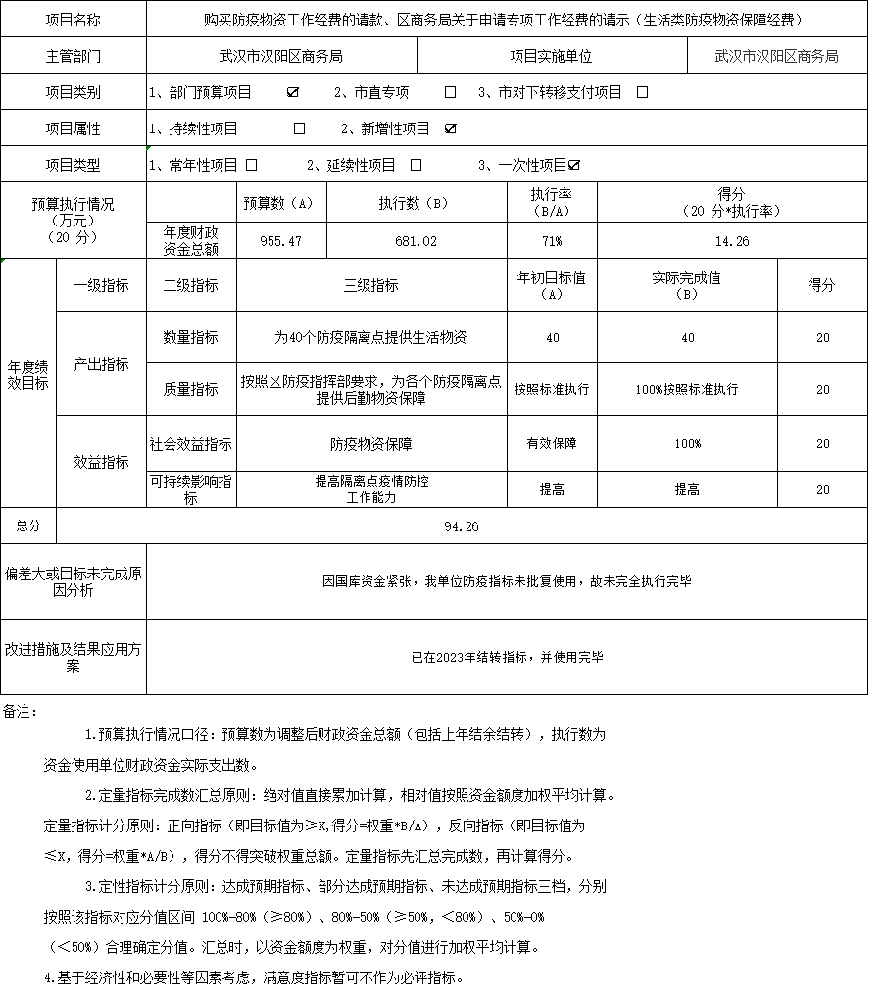 项目名称 购买防疫物资工作经费的请款、区商务局关于申请专项工作经费的请示（生活类防疫物资保障经费）
主管部门 武汉市汉阳区商务局 项目实施单位 武汉市汉阳区商务局
项目类别 1、部门预算项目 ☑ 2、市直专项 □ 3、市对下转移支付项目 □
项目属性 1、持续性项目 □ 2、新增性项目 ☑
项目类型 1、常年性项目 □ 2、延续性项目 □ 3、一次性项目☑
预算执行情况
（万元）
（20 分）
预算数（A） 执行数（B） 执行率
（B/A） 得分
（20 分*执行率）
年度财政
资金总额 955.47 681.02 71% 14.26
年度绩
效目标
一级指标 二级指标 三级指标 年初目标值
（A） 实际完成值
（B） 得分
产出指标
数量指标 为40个防疫隔离点提供生活物资 40 40 20
质量指标 按照区防疫指挥部要求，为各个防疫隔离点
提供后勤物资保障 按照标准执行 100%按照标准执行 20
效益指标
社会效益指标 防疫物资保障 有效保障 100% 20
可持续影响指
标 提高隔离点疫情防控
工作能力 提高 提高 20
总分 94.26
偏差大或目标未完成原
因分析 因国库资金紧张，我单位防疫指标未批复使用，故未完全执行完毕
改进措施及结果应用方
案 已在2023年结转指标，并使用完毕
备注：
1.预算执行情况口径：预算数为调整后财政资金总额（包括上年结余结转），执行数为
资金使用单位财政资金实际支出数。
2.定量指标完成数汇总原则：绝对值直接累加计算，相对值按照资金额度加权平均计算。
定量指标计分原则：正向指标（即目标值为≥X,得分=权重*B/A），反向指标（即目标值为
≤X，得分=权重*A/B），得分不得突破权重总额。定量指标先汇总完成数，再计算得分。
3.定性指标计分原则：达成预期指标、部分达成预期指标、未达成预期指标三档，分别
按照该指标对应分值区间 100%-80%（≥80%）、80%-50%（≥50%，＜80%）、50%-0%
（＜50%）合理确定分值。汇总时，以资金额度为权重，对分值进行加权平均计算。
4.基于经济性和必要性等因素考虑，满意度指标暂可不作为必评指标。